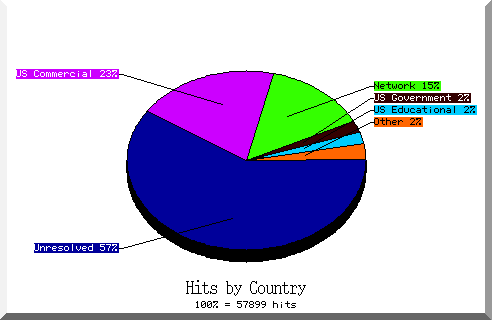 US Commercial 23%
Network 15%
US Government 2%
US Educational 2%
Other 2%
Unresolved 57%
Hits by Country
100% = 57899 hits